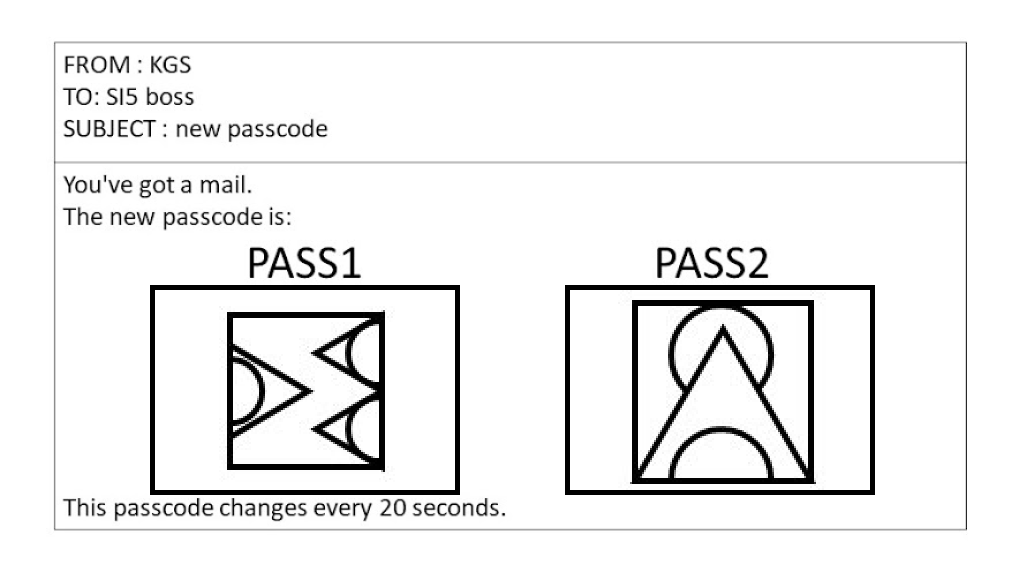 FROM : KGS
TO: SI5 boss
SUBJECT : new passcode
You've got a mail.
The new passcode is:
PASS1 PASS2
This passcode changes every 20 seconds.